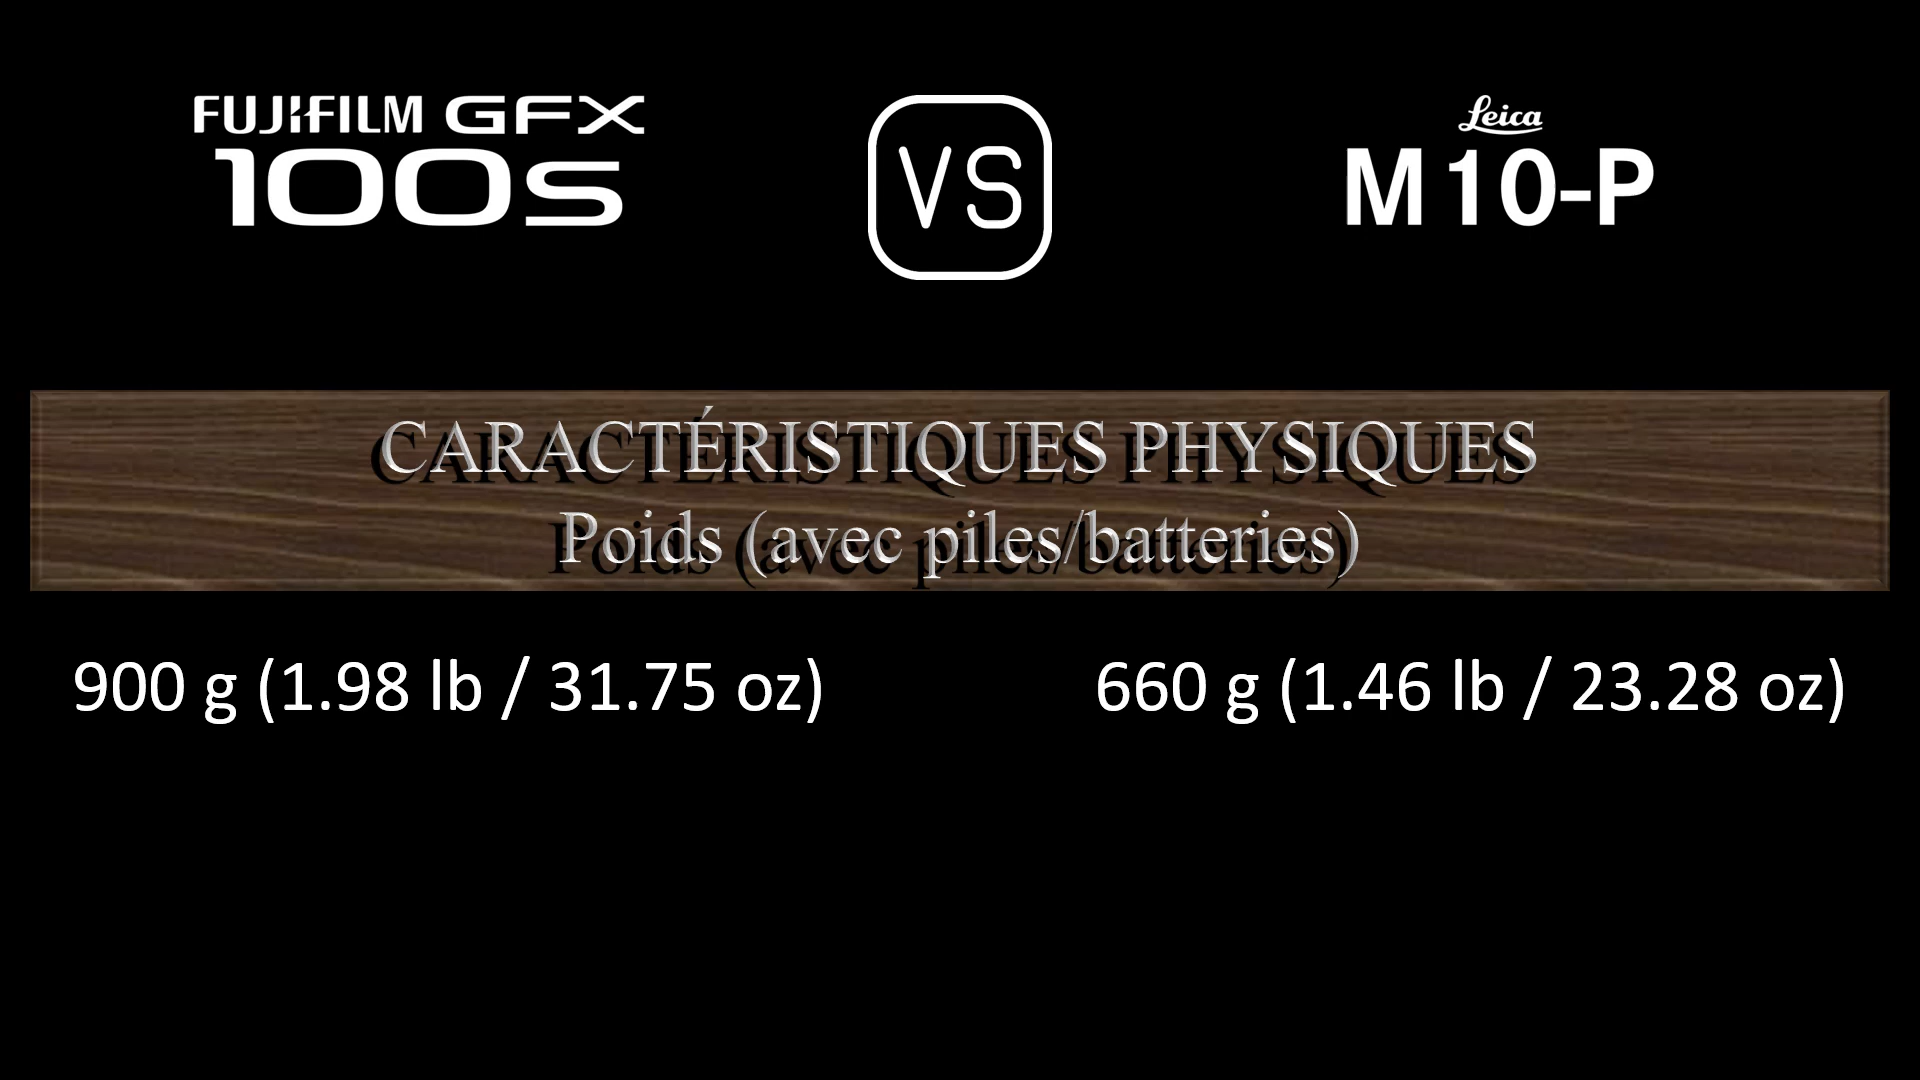 FUJIFILM GFX
100S
VS
Leica
M10-P
CARACTÉRISTIQUES PHYSIQUES
Poids (avec piles/batteries)
900 g (1.98 lb / 31.75 oz)
660 g (1.46 lb / 23.28 oz)